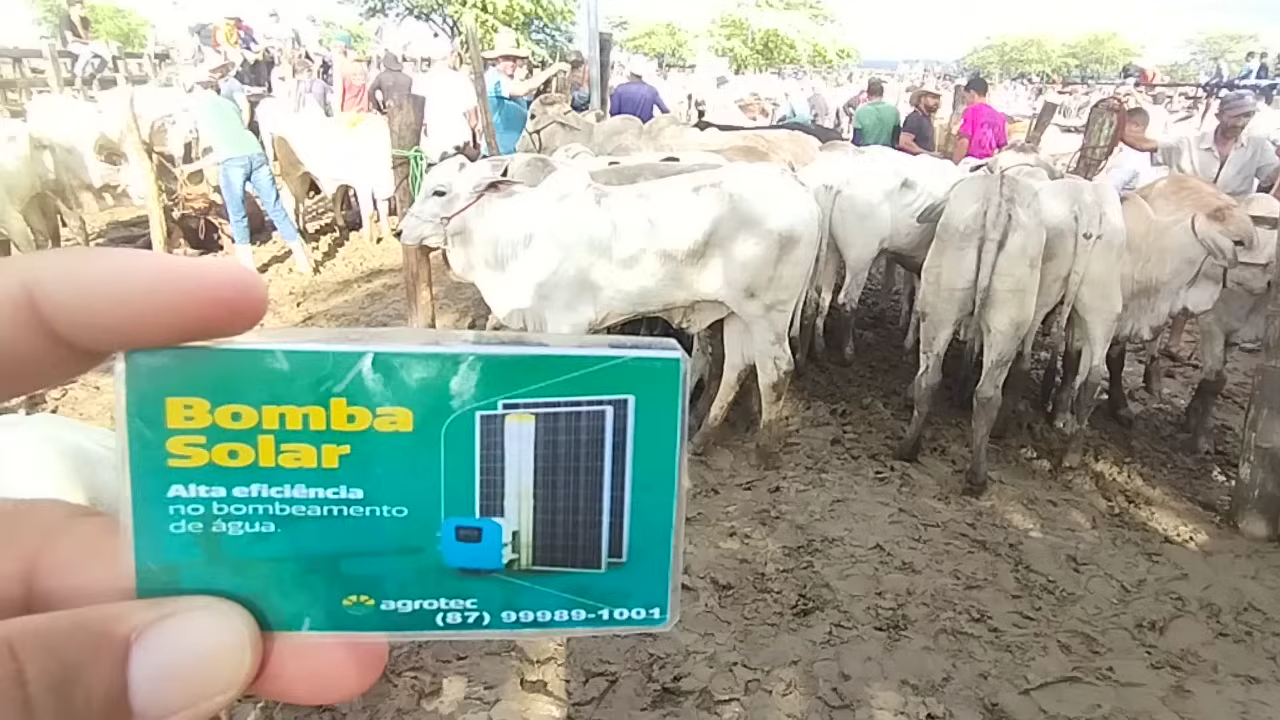 Bomba
Solar
Alta eficiência
no bombeamento
de água.
agrotec
(87) 99989-1001